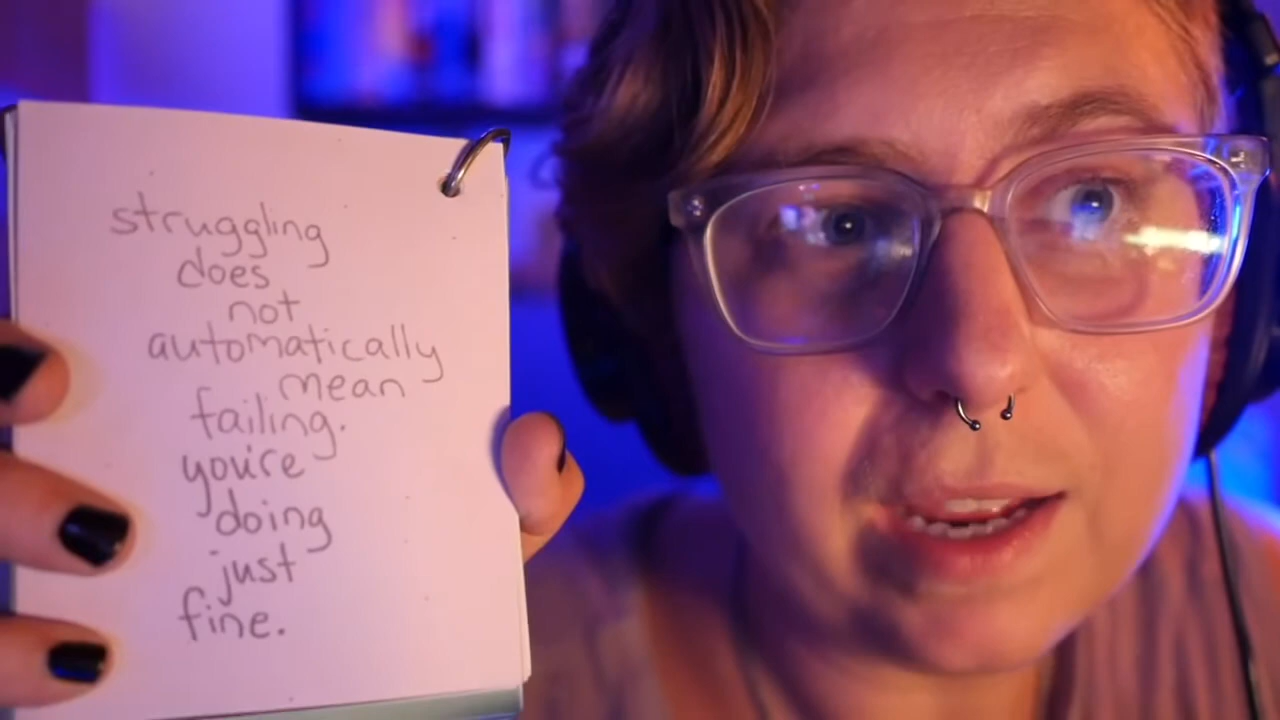 struggling
does
not
automatically
mean
failing.
you're
doing
just
fine.